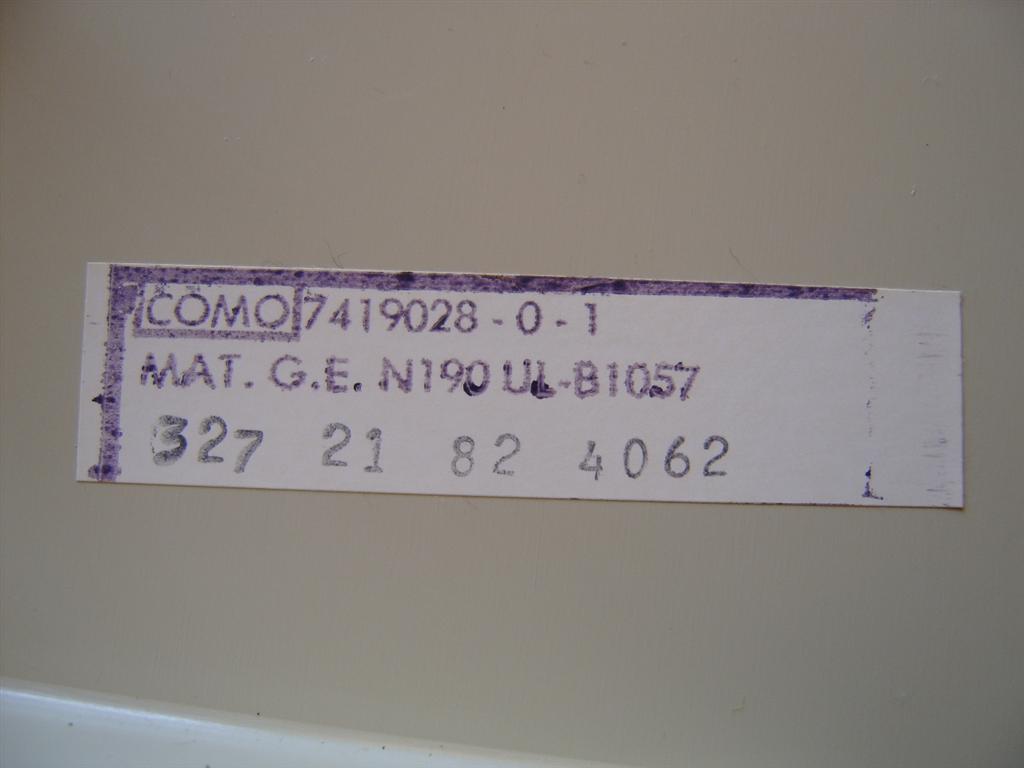 COMO 7419028-0-1
MAT. G.E. N190 UL-B1057
327 21 82 4062